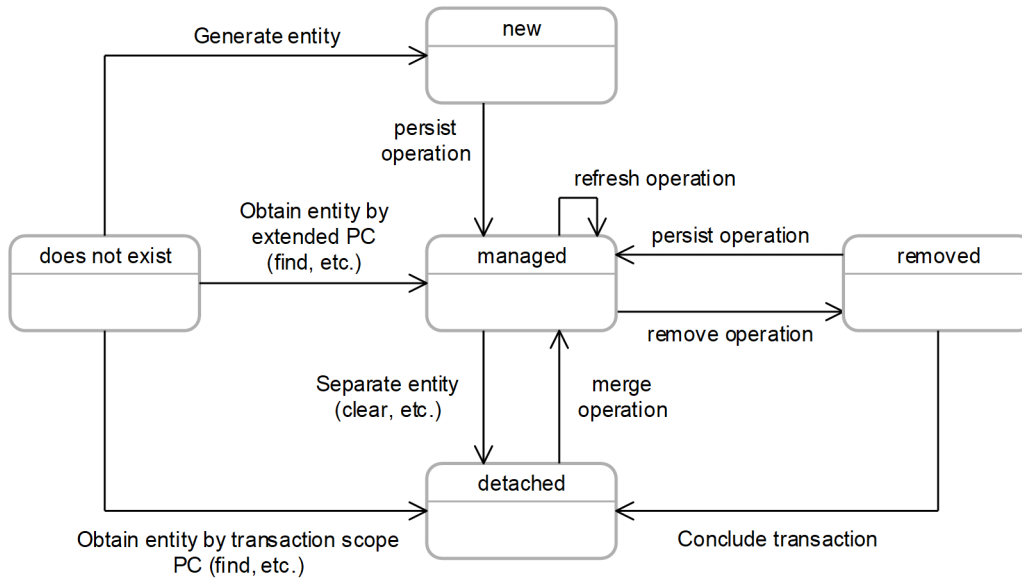 new
Generate entity
persist
operation
refresh operation
Obtain entity by
extended PC
(find, etc.)
does not exist
managed
persist operation
removed
remove operation
Separate entity
(clear, etc.)
merge
operation
detached
Obtain entity by transaction scope
PC (find, etc.)
Conclude transaction